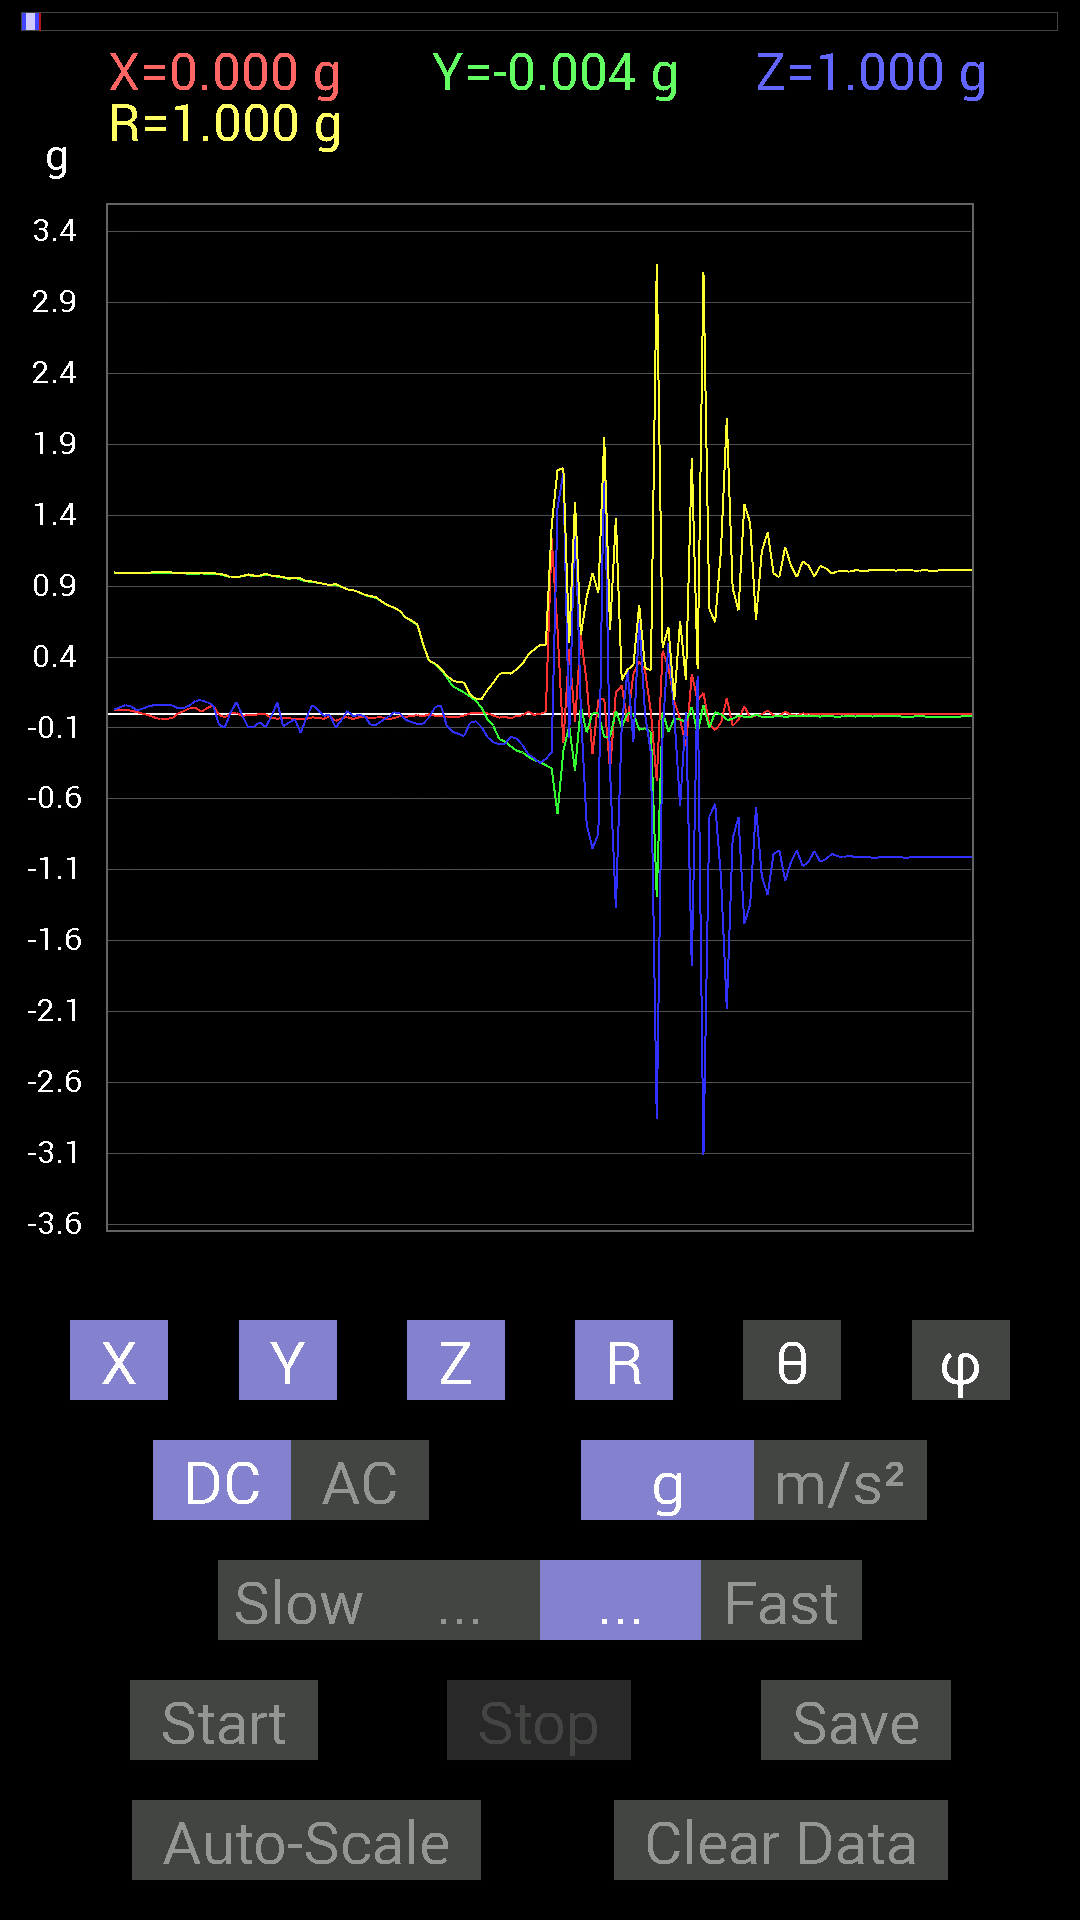 X=0.000 g Y=-0.004 g Z=1.000 g
R=1.000 g
g
3.4
2.9
2.4
1.9
1.4
0.9
0.4
-0.1
-0.6
-1.1
-1.6
-2.1
-2.6
-3.1
-3.6
X Y Z R θ φ
DC AC g m/s²
Slow ... ... Fast
Start Stop Save
Auto-Scale Clear Data